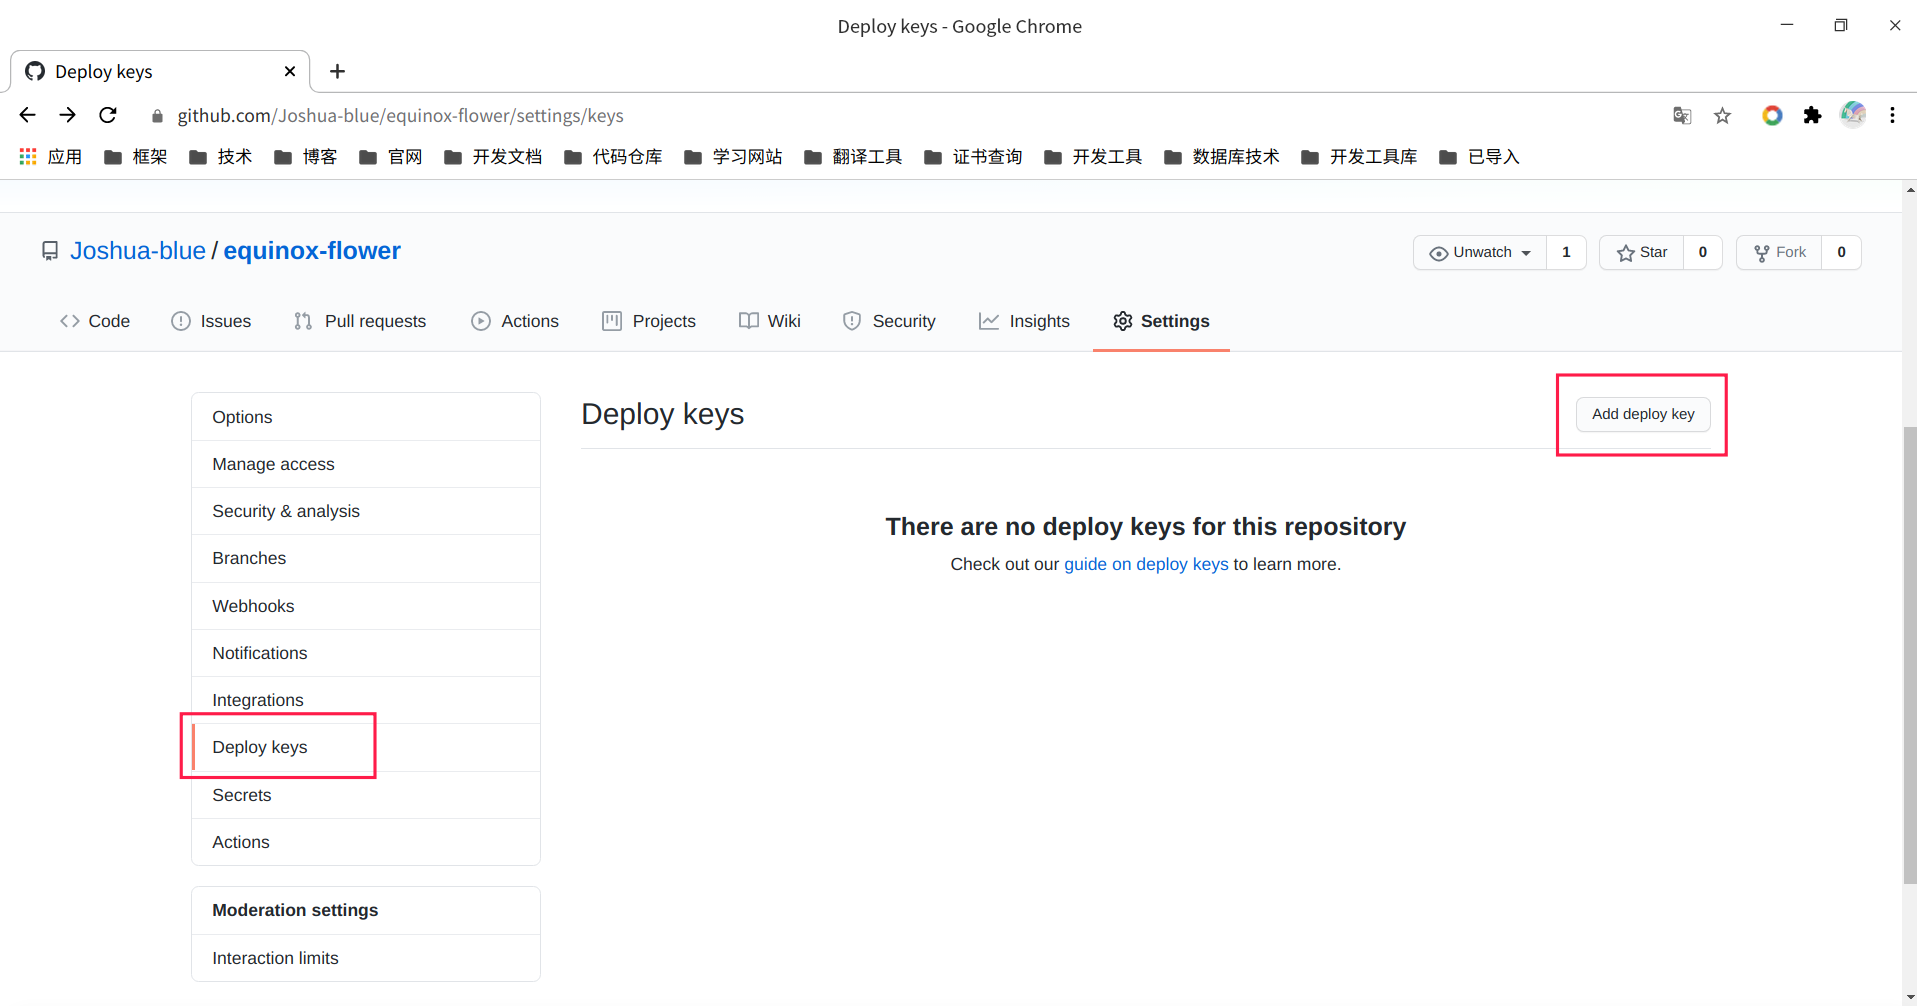 Deploy keys - Google Chrome
Deploy keys
github.com/Joshua-blue/equinox-flower/settings/keys
应用 框架 技术 博客 官网 开发文档 代码仓库 学习网站 翻译工具 证书查询 开发工具 数据库技术 开发工具库 已导入
Joshua-blue / equinox-flower
Unwatch 1 Star 0 Fork 0
Code Issues Pull requests Actions Projects Wiki Security Insights Settings
Options
Manage access
Security & analysis
Branches
Webhooks
Notifications
Integrations
Deploy keys
Secrets
Actions
Moderation settings
Interaction limits
Deploy keys
Add deploy key
There are no deploy keys for this repository
Check out our guide on deploy keys to learn more.